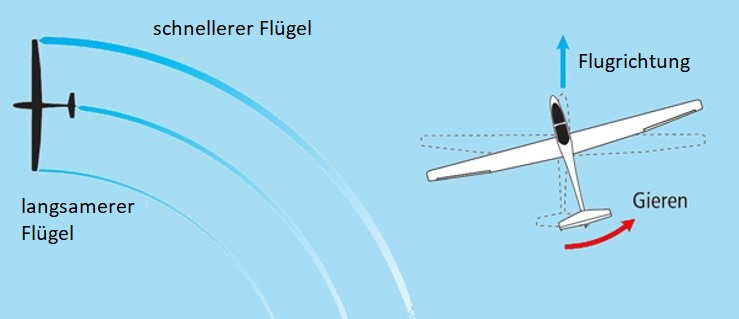 schnellerer Flügel
Flugrichtung
langsamerer
Flügel
Gieren